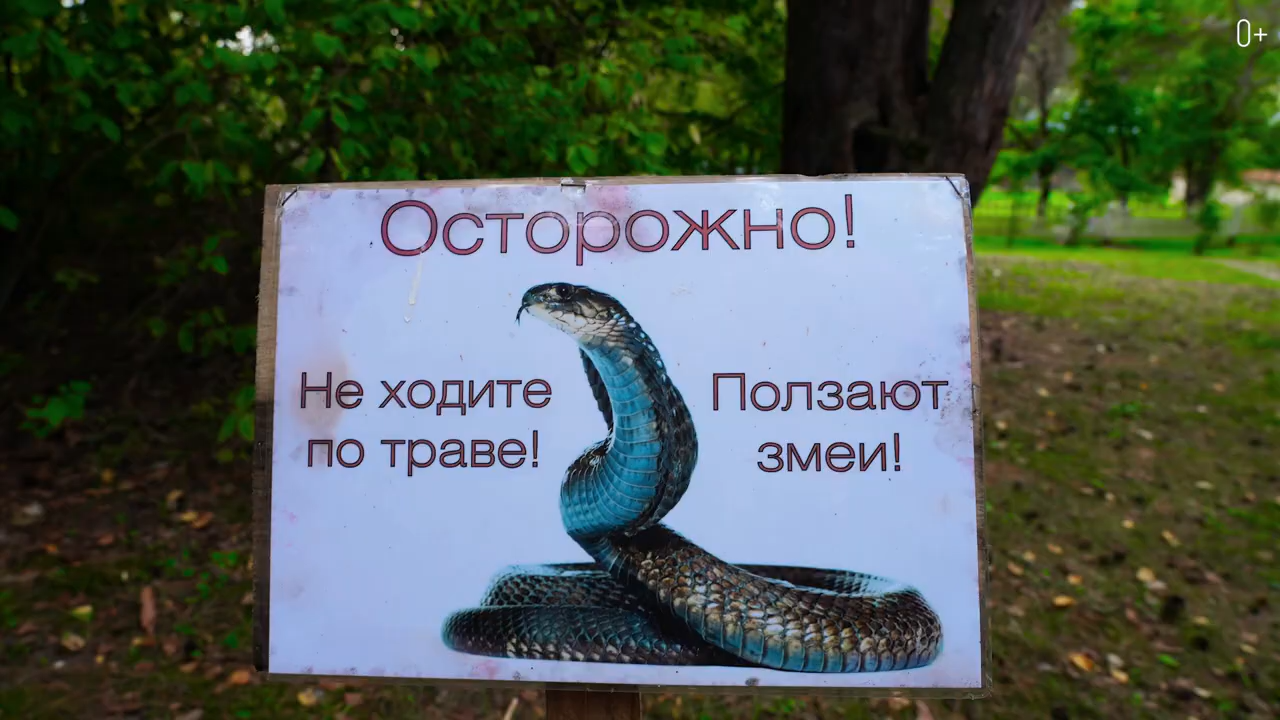 0+
Осторожно!
Не ходите
по траве!
Ползают
змеи!